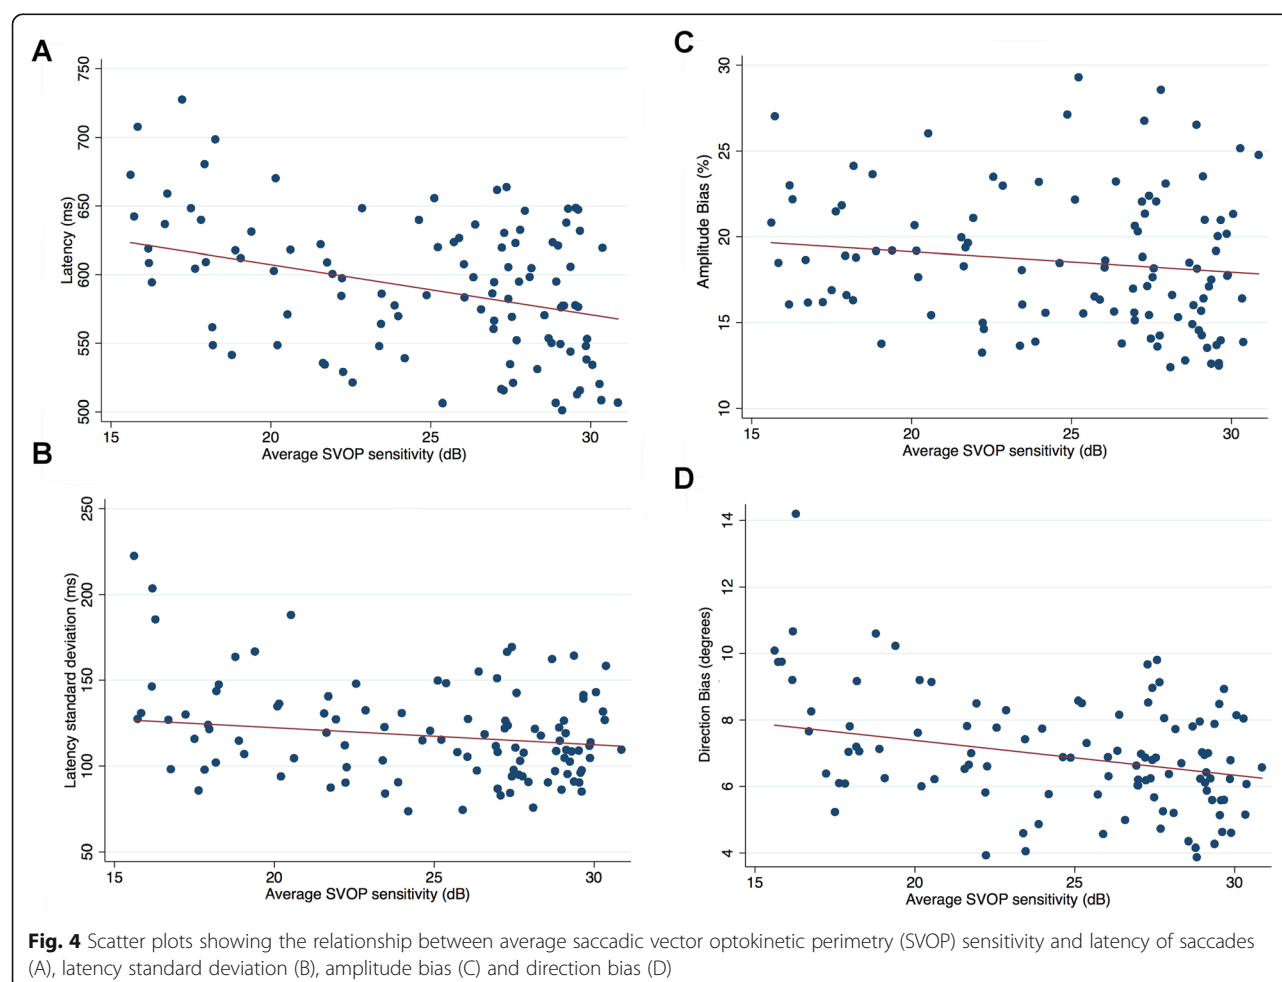 A
750
700
650
600
550
500
Latency (ms)
15 20 25 30
Average SVOP sensitivity (dB)
B
250
200
150
100
50
Latency standard deviation (ms)
15 20 25 30
Average SVOP sensitivity (dB)
C
30
25
20
15
10
Amplitude Bias (%)
15 20 25 30
Average SVOP sensitivity (dB)
D
14
12
10
8
6
4
Direction Bias (degrees)
15 20 25 30
Average SVOP sensitivity (dB)
Fig. 4 Scatter plots showing the relationship between average saccadic vector optokinetic perimetry (SVOP) sensitivity and latency of saccades
(A), latency standard deviation (B), amplitude bias (C) and direction bias (D)